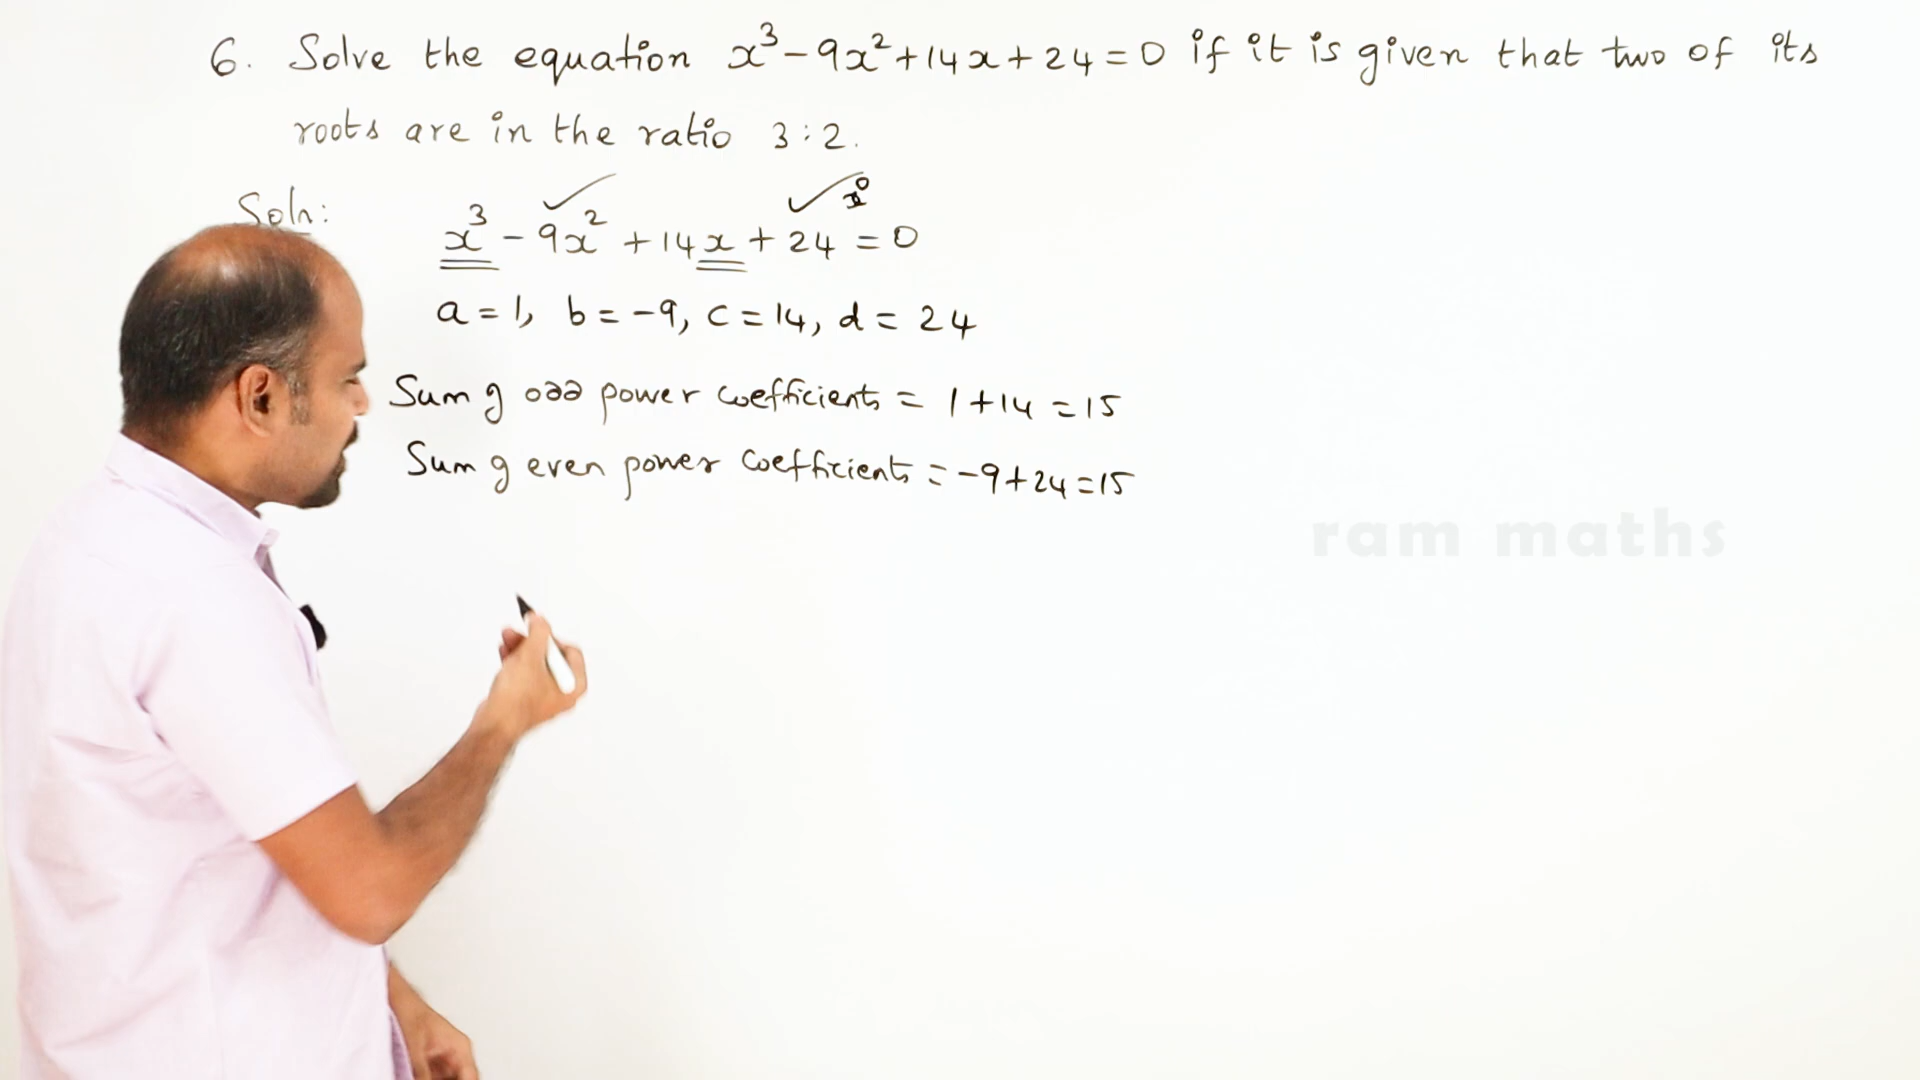 6. Solve the equation x³-9x²+14x+24=0 if it is given that two of its
roots are in the ratio 3:2.
Soln:
x⁰
x³ - 9x² + 14x + 24 = 0
a = 1, b = -9, c = 14, d = 24
Sum of odd power coefficients = 1+14 = 15
Sum of even power coefficients = -9+24 = 15
ram maths